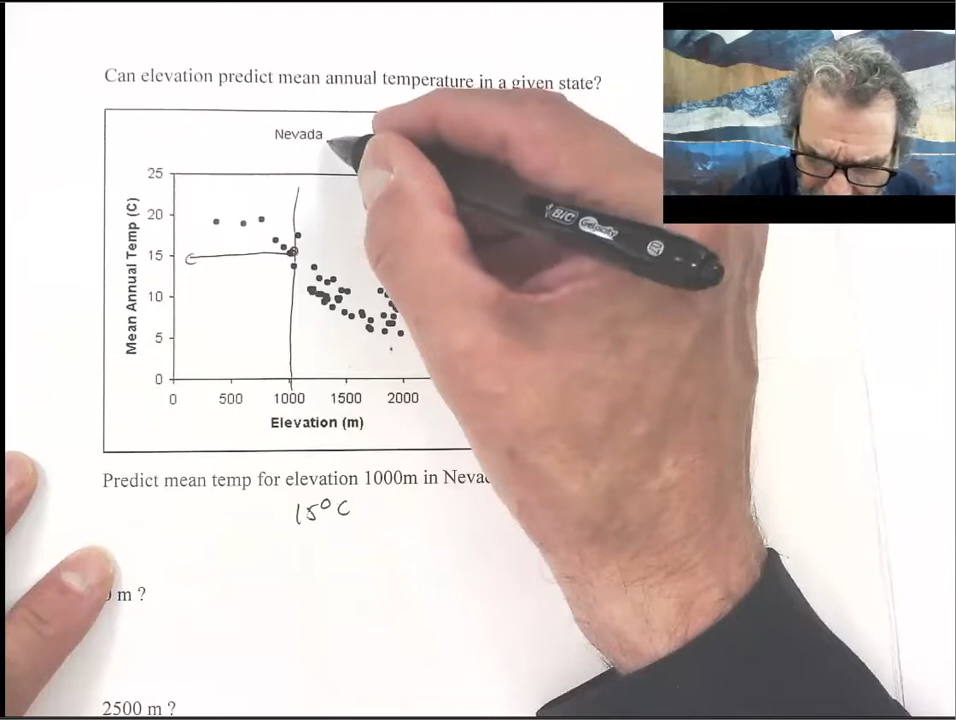 Can elevation predict mean annual temperature in a given state?
Nevada
25
20
15
10
5
0
Mean Annual Temp (C)
0 500 1000 1500 2000
Elevation (m)
Predict mean temp for elevation 1000m in
15°C
m ?
2500 m ?
BIC